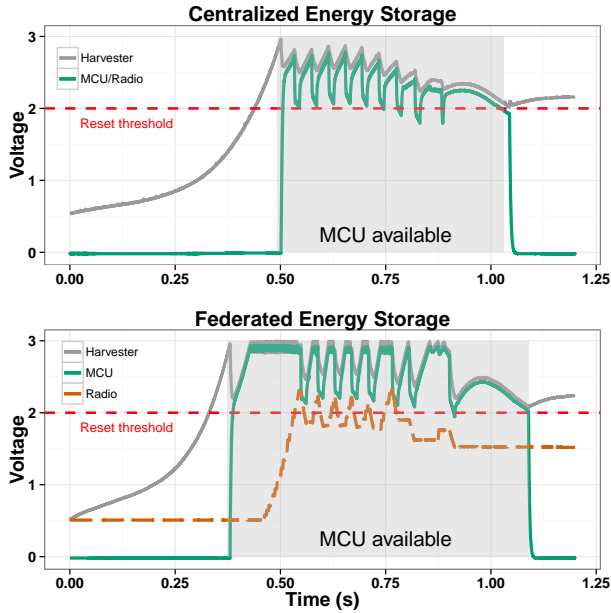 Centralized Energy Storage
3
2
1
0
Voltage
Harvester
MCU/Radio
Reset threshold
MCU available
0.00
0.25
0.50
0.75
1.00
1.25
Federated Energy Storage
3
2
1
0
Voltage
Harvester
MCU
Radio
Reset threshold
MCU available
0.00
0.25
0.50
0.75
1.00
1.25
Time (s)